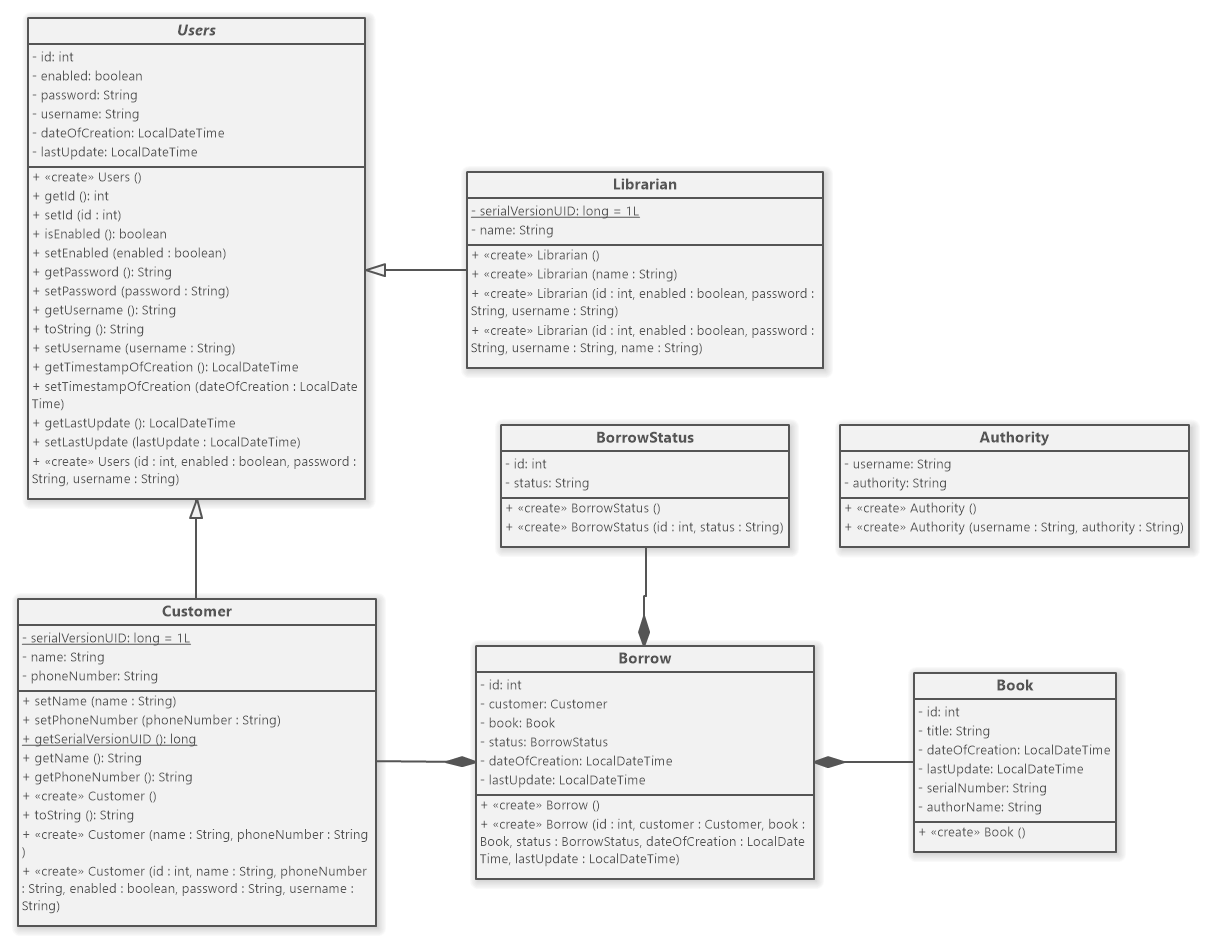 Users
- id: int
- enabled: boolean
- password: String
- username: String
- dateOfCreation: LocalDateTime
- lastUpdate: LocalDateTime
+ «create» Users ()
+ getId (): int
+ setId (id : int)
+ isEnabled (): boolean
+ setEnabled (enabled : boolean)
+ getPassword (): String
+ setPassword (password : String)
+ getUsername (): String
+ toString (): String
+ setUsername (username : String)
+ getTimestampOfCreation (): LocalDateTime
+ setTimestampOfCreation (dateOfCreation : LocalDate
Time)
+ getLastUpdate (): LocalDateTime
+ setLastUpdate (lastUpdate : LocalDateTime)
+ «create» Users (id : int, enabled : boolean, password :
String, username : String)
Librarian
- serialVersionUID: long = 1L
- name: String
+ «create» Librarian ()
+ «create» Librarian (name : String)
+ «create» Librarian (id : int, enabled : boolean, password :
String, username : String)
+ «create» Librarian (id : int, enabled : boolean, password :
String, username : String, name : String)
BorrowStatus
- id: int
- status: String
+ «create» BorrowStatus ()
+ «create» BorrowStatus (id : int, status : String)
Authority
- username: String
- authority: String
+ «create» Authority ()
+ «create» Authority (username : String, authority : String)
Customer
- serialVersionUID: long = 1L
- name: String
- phoneNumber: String
+ setName (name : String)
+ setPhoneNumber (phoneNumber : String)
+ getSerialVersionUID (): long
+ getName (): String
+ getPhoneNumber (): String
+ «create» Customer ()
+ toString (): String
+ «create» Customer (name : String, phoneNumber : String
)
+ «create» Customer (id : int, name : String, phoneNumber
: String, enabled : boolean, password : String, username :
String)
Borrow
- id: int
- customer: Customer
- book: Book
- status: BorrowStatus
- dateOfCreation: LocalDateTime
- lastUpdate: LocalDateTime
+ «create» Borrow ()
+ «create» Borrow (id : int, customer : Customer, book :
Book, status : BorrowStatus, dateOfCreation : LocalDate
Time, lastUpdate : LocalDateTime)
Book
- id: int
- title: String
- dateOfCreation: LocalDateTime
- lastUpdate: LocalDateTime
- serialNumber: String
- authorName: String
+ «create» Book ()